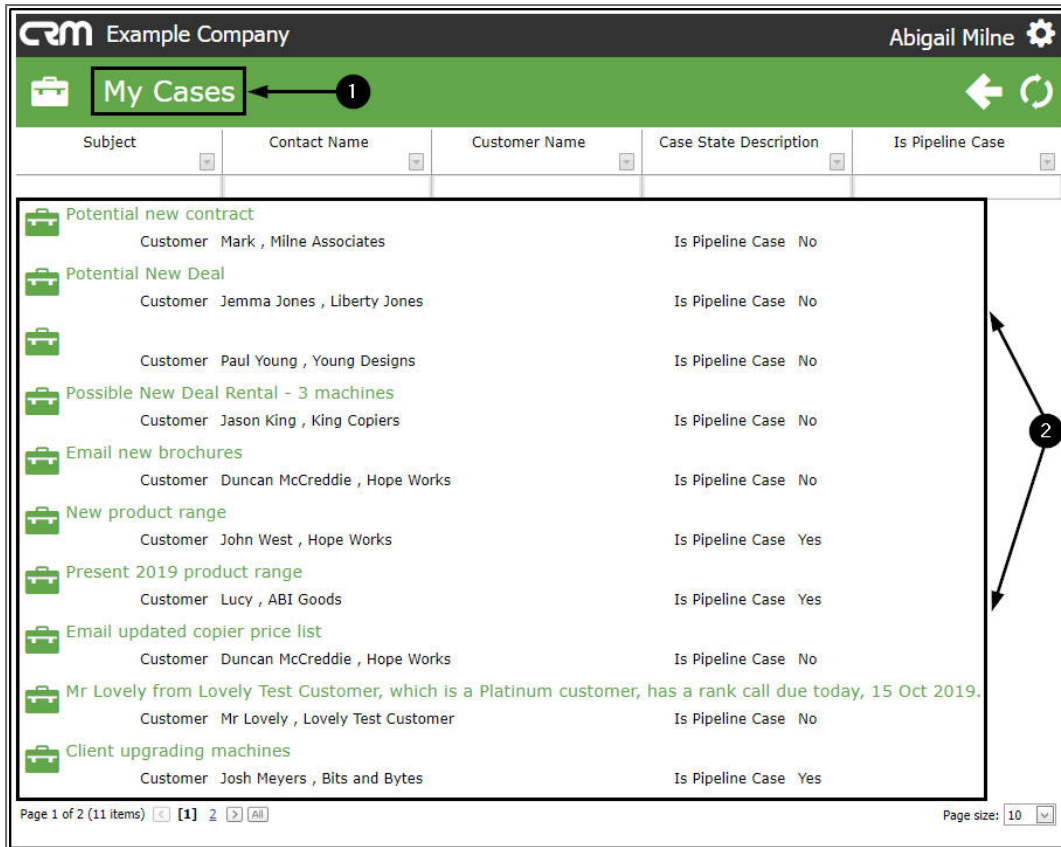 CRM Example Company
Abigail Milne
My Cases
1
Subject Contact Name Customer Name Case State Description Is Pipeline Case
Potential new contract
Customer Mark , Milne Associates Is Pipeline Case No
Potential New Deal
Customer Jemma Jones , Liberty Jones Is Pipeline Case No
Customer Paul Young , Young Designs Is Pipeline Case No
Possible New Deal Rental - 3 machines
Customer Jason King , King Copiers Is Pipeline Case No
2
Email new brochures
Customer Duncan McCreddie , Hope Works Is Pipeline Case No
New product range
Customer John West , Hope Works Is Pipeline Case Yes
Present 2019 product range
Customer Lucy , ABI Goods Is Pipeline Case Yes
Email updated copier price list
Customer Duncan McCreddie , Hope Works Is Pipeline Case No
Mr Lovely from Lovely Test Customer, which is a Platinum customer, has a rank call due today, 15 Oct 2019.
Customer Mr Lovely , Lovely Test Customer Is Pipeline Case No
Client upgrading machines
Customer Josh Meyers , Bits and Bytes Is Pipeline Case Yes
Page 1 of 2 (11 items) < [1] 2 > All Page size: 10